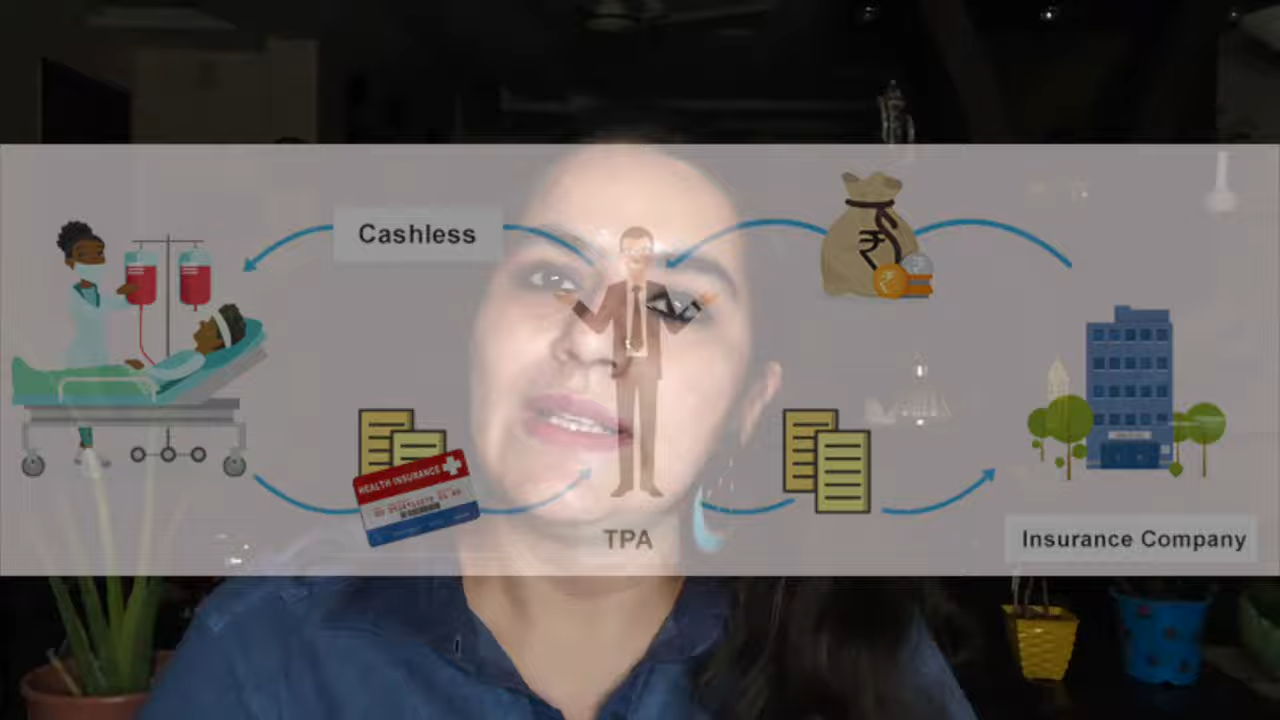 Cashless
₹
₹
₹
HEALTH INSURANCE
TPA
Insurance Company